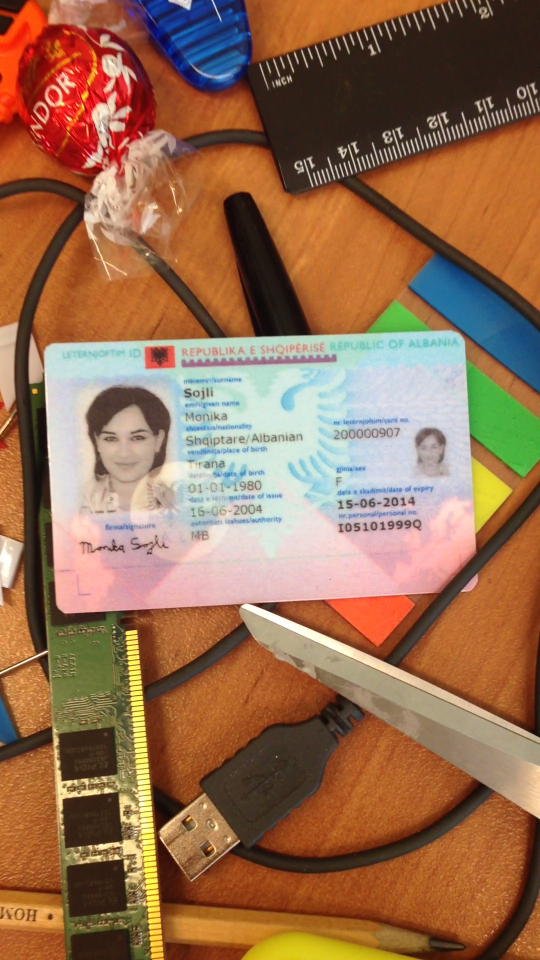 NDOR
INCH
1
2
15
14
13
12
11
10
LETËRNJOFTIM ID REPUBLIKA E SHQIPËRISË REPUBLIC OF ALBANIA
mbiemri/surname
Sojli
emri/given name
Monika
shtetësia/nationality
Shqiptare/Albanian
vendlindja/place of birth
Tirana
datëlindja/date of birth
01-01-1980
data e lëshimit/date of issue
16-06-2004
autoriteti lëshues/authority
MB
nr. letërnjoftim/card no.
200000907
gjinia/sex
F
data e skadimit/date of expiry
15-06-2014
nr. personal/personal no.
I05101999Q
firma/signature
Monika Sojli
HOM